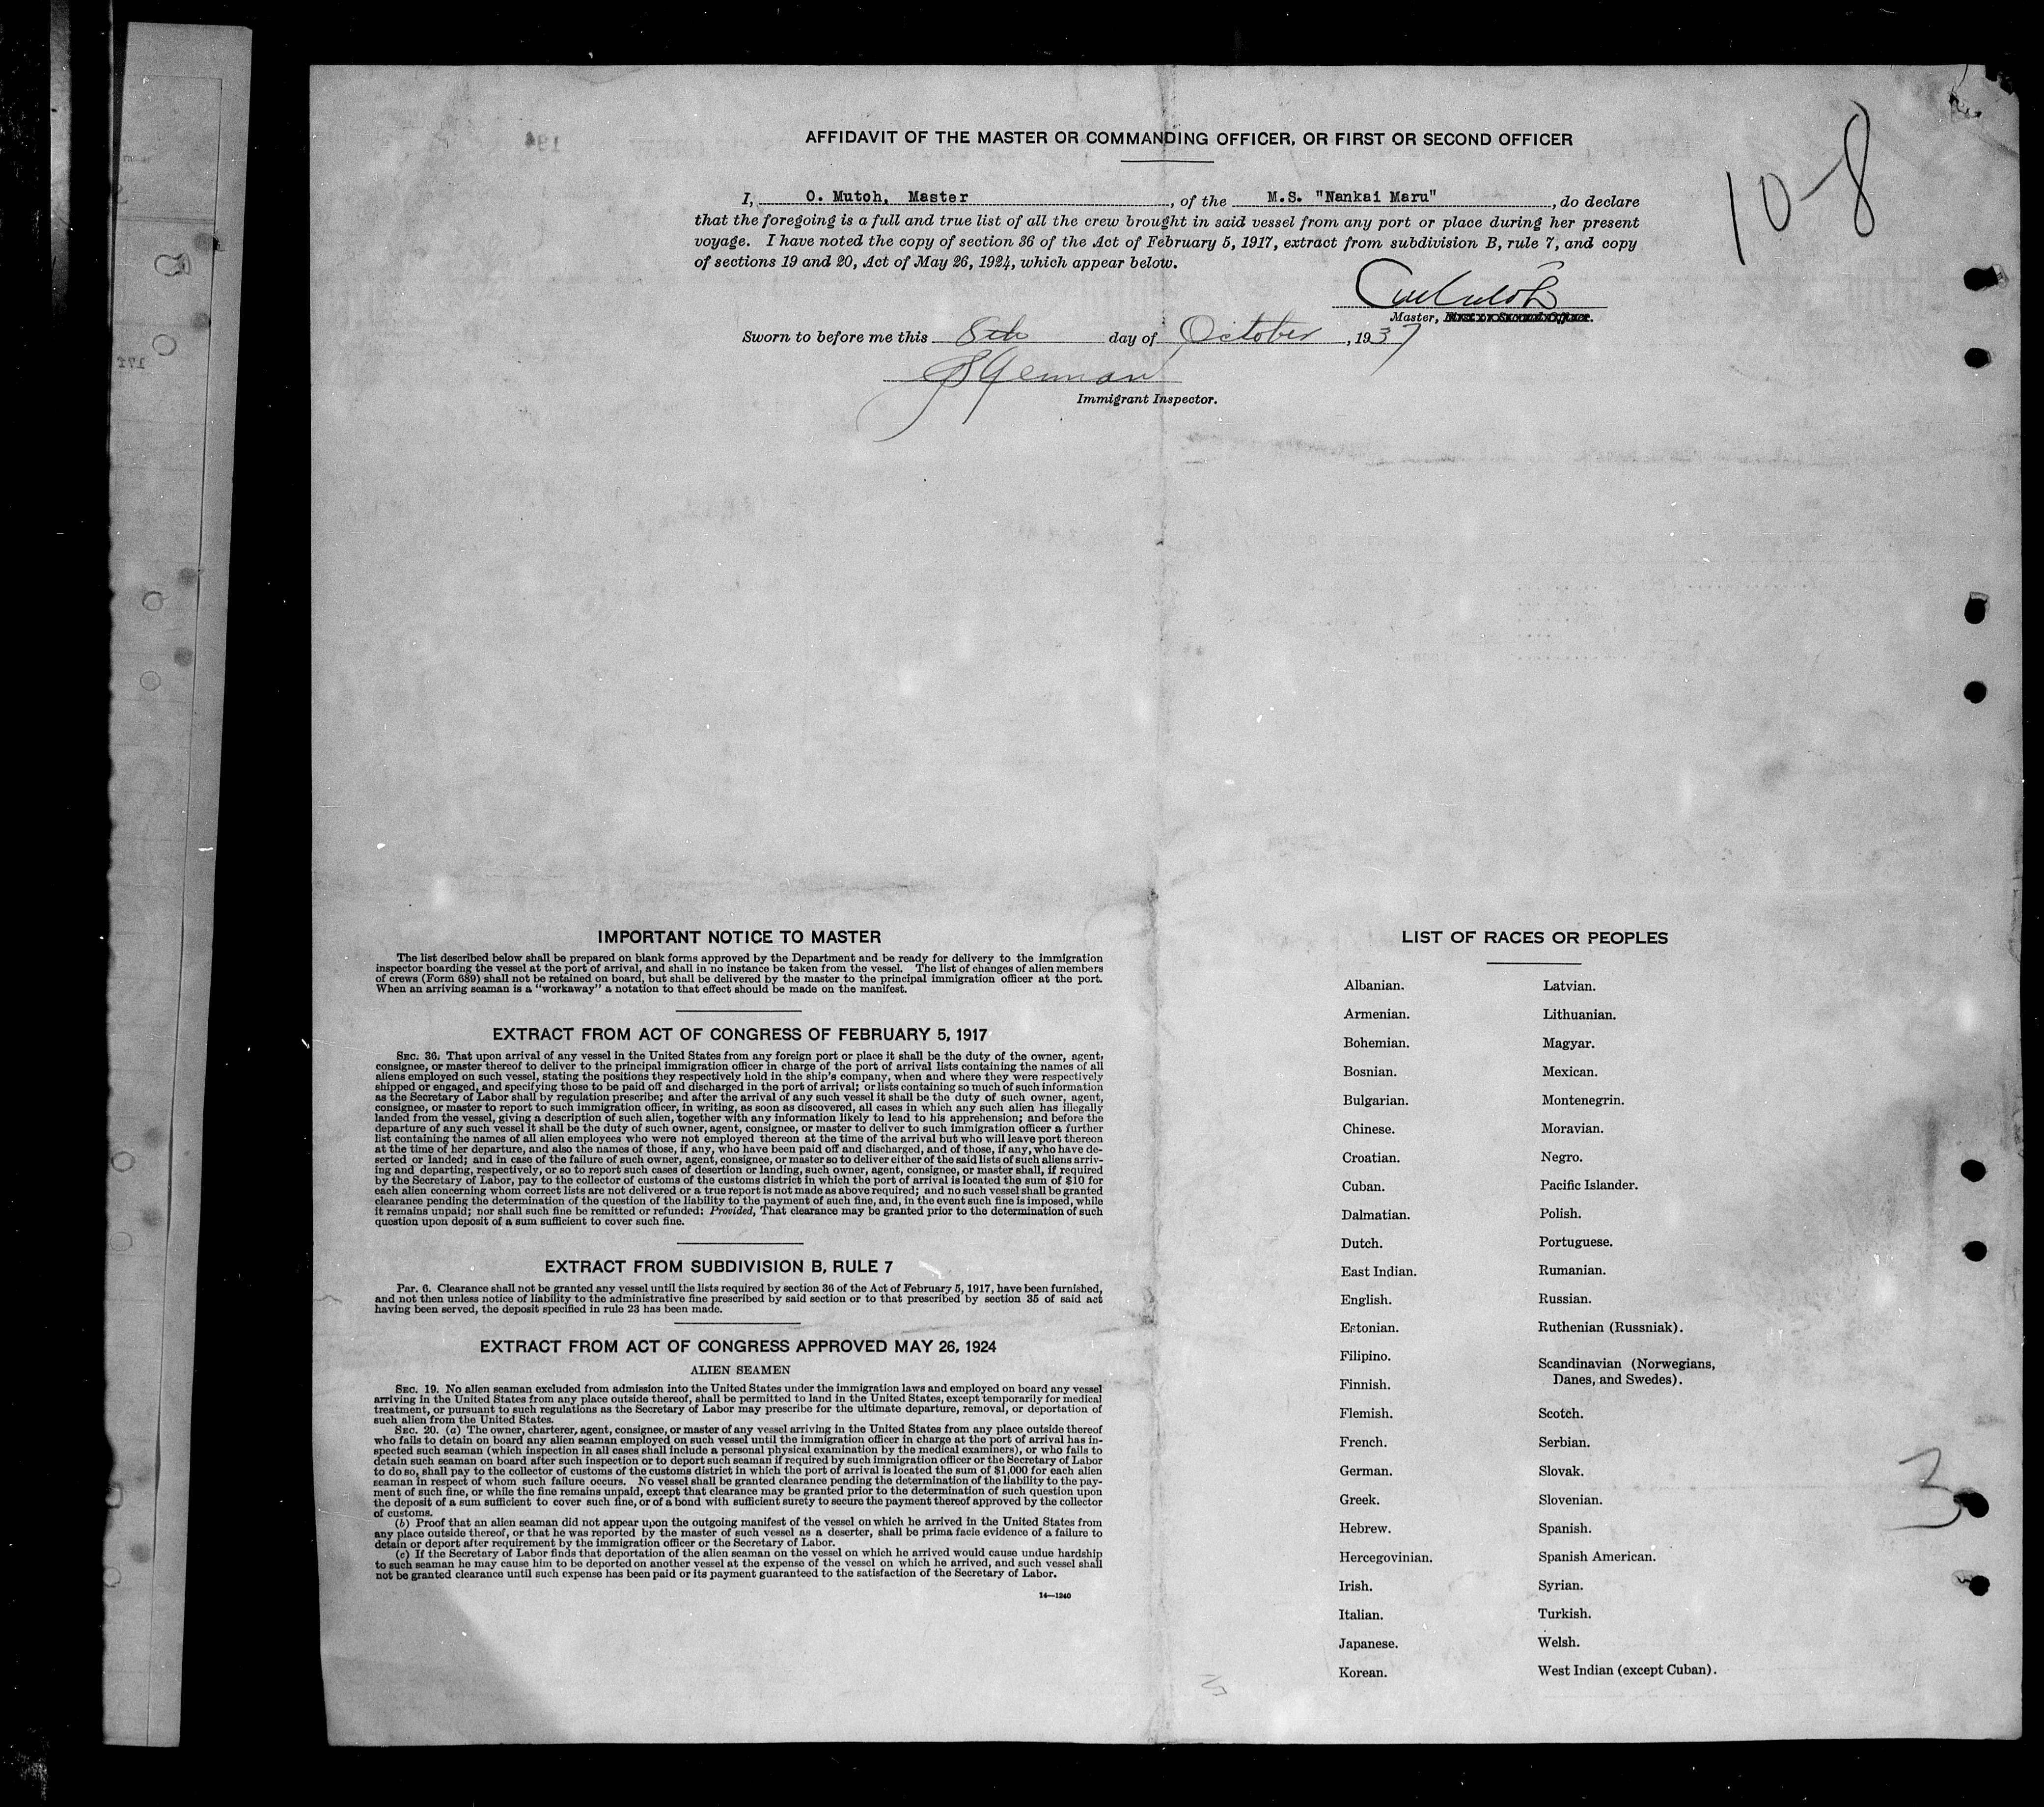 AFFIDAVIT OF THE MASTER OR COMMANDING OFFICER, OR FIRST OR SECOND OFFICER
10-8
I, O. Mutoh, Master, of the M.S. "Nankai Maru", do declare
that the foregoing is a full and true list of all the crew brought in said vessel from any port or place during her present
voyage. I have noted the copy of section 36 of the Act of February 5, 1917, extract from subdivision B, rule 7, and copy
of sections 19 and 20, Act of May 26, 1924, which appear below.
Master,
Sworn to before me this 8th day of October, 1937
Immigrant Inspector.
IMPORTANT NOTICE TO MASTER
The list described below shall be prepared on blank forms approved by the Department and be ready for delivery to the immigration
inspector boarding the vessel at the port of arrival, and shall in no instance be taken from the vessel. The list of changes of alien members
of crews (Form 689) shall not be retained on board, but shall be delivered by the master to the principal immigration officer at the port.
When an arriving seaman is a "workaway" a notation to that effect should be made on the manifest.
EXTRACT FROM ACT OF CONGRESS OF FEBRUARY 5, 1917
SEC. 36. That upon arrival of any vessel in the United States from any foreign port or place it shall be the duty of the owner, agent,
consignee, or master thereof to deliver to the principal immigration officer in charge of the port of arrival lists containing the names of all
aliens employed on such vessel, stating the positions they respectively hold in the ship's company, when and where they were respectively
shipped or engaged, and specifying those to be paid off and discharged in the port of arrival; or lists containing so much of such information
as the Secretary of Labor shall by regulation prescribe; and after the arrival of any such vessel it shall be the duty of such owner, agent,
consignee, or master to report to such immigration officer, in writing, as soon as discovered, all cases in which any such alien has illegally
landed from the vessel, giving a description of such alien, together with any information likely to lead to his apprehension; and before the
departure of any such vessel it shall be the duty of such owner, agent, consignee, or master to deliver to such immigration officer a further
list containing the names of all alien employees who were not employed thereon at the time of the arrival but who will leave port thereon
at the time of her departure, and also the names of those, if any, who have been paid off and discharged, and of those, if any, who have de-
serted or landed; and in case of the failure of such owner, agent, consignee, or master so to deliver either of the said lists of such aliens arriv-
ing and departing, respectively, or so to report such cases of desertion or landing, such owner, agent, consignee, or master shall, if required
by the Secretary of Labor, pay to the collector of customs of the customs district in which the port of arrival is located the sum of $10 for
each alien concerning whom correct lists are not delivered or a true report is not made as above required; and no such vessel shall be granted
clearance pending the determination of the question of the liability to the payment of such fine, and, in the event such fine is imposed, while
it remains unpaid; nor shall such fine be remitted or refunded: Provided, That clearance may be granted prior to the determination of such
question upon deposit of a sum sufficient to cover such fine.
EXTRACT FROM SUBDIVISION B, RULE 7
Par. 6. Clearance shall not be granted any vessel until the lists required by section 36 of the Act of February 5, 1917, have been furnished,
and not then unless notice of liability to the administrative fine prescribed by said section or to that prescribed by section 35 of said act
having been served, the deposit specified in rule 23 has been made.
EXTRACT FROM ACT OF CONGRESS APPROVED MAY 26, 1924
ALIEN SEAMEN
SEC. 19. No alien seaman excluded from admission into the United States under the immigration laws and employed on board any vessel
arriving in the United States from any place outside thereof, shall be permitted to land in the United States, except temporarily for medical
treatment, or pursuant to such regulations as the Secretary of Labor may prescribe for the ultimate departure, removal, or deportation of
such alien from the United States.
SEC. 20. (a) The owner, charterer, agent, consignee, or master of any vessel arriving in the United States from any place outside thereof
who fails to detain on board any alien seaman employed on such vessel until the immigration officer in charge at the port of arrival has in-
spected such seaman (which inspection in all cases shall include a personal physical examination by the medical examiners), or who fails to
detain such seaman on board after such inspection or to deport such seaman if required by such immigration officer or the Secretary of Labor
to do so, shall pay to the collector of customs of the customs district in which the port of arrival is located the sum of $1,000 for each alien
seaman in respect of whom such failure occurs. No vessel shall be granted clearance pending the determination of the liability to the pay-
ment of such fine, or while the fine remains unpaid, except that clearance may be granted prior to the determination of such question upon
the deposit of a sum sufficient to cover such fine, or of a bond with sufficient surety to secure the payment thereof approved by the collector
of customs.
(b) Proof that an alien seaman did not appear upon the outgoing manifest of the vessel on which he arrived in the United States from
any place outside thereof, or that he was reported by the master of such vessel as a deserter, shall be prima facie evidence of a failure to
detain or deport after requirement by the immigration officer or the Secretary of Labor.
(c) If the Secretary of Labor finds that deportation of the alien seaman on the vessel on which he arrived would cause undue hardship
to such seaman he may cause him to be deported on another vessel at the expense of the vessel on which he arrived, and such vessel shall
not be granted clearance until such expense has been paid or its payment guaranteed to the satisfaction of the Secretary of Labor.
14—1240
LIST OF RACES OR PEOPLES
Albanian.
Armenian.
Bohemian.
Bosnian.
Bulgarian.
Chinese.
Croatian.
Cuban.
Dalmatian.
Dutch.
East Indian.
English.
Estonian.
Filipino.
Finnish.
Flemish.
French.
German.
Greek.
Hebrew.
Hercegovinian.
Irish.
Italian.
Japanese.
Korean.
Latvian.
Lithuanian.
Magyar.
Mexican.
Montenegrin.
Moravian.
Negro.
Pacific Islander.
Polish.
Portuguese.
Rumanian.
Russian.
Ruthenian (Russniak).
Scandinavian (Norwegians,
Danes, and Swedes).
Scotch.
Serbian.
Slovak.
Slovenian.
Spanish.
Spanish American.
Syrian.
Turkish.
Welsh.
West Indian (except Cuban).
3